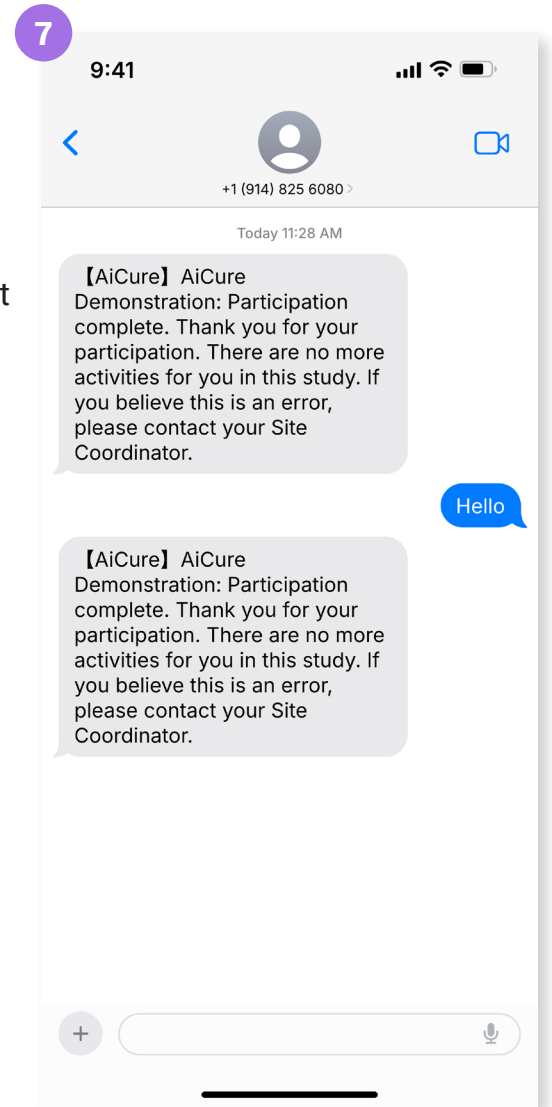 7
9:41
+1 (914) 825 6080
Today 11:28 AM
t
【AiCure】AiCure
Demonstration: Participation
complete. Thank you for your
participation. There are no more
activities for you in this study. If
you believe this is an error,
please contact your Site
Coordinator.
Hello
【AiCure】AiCure
Demonstration: Participation
complete. Thank you for your
participation. There are no more
activities for you in this study. If
you believe this is an error,
please contact your Site
Coordinator.